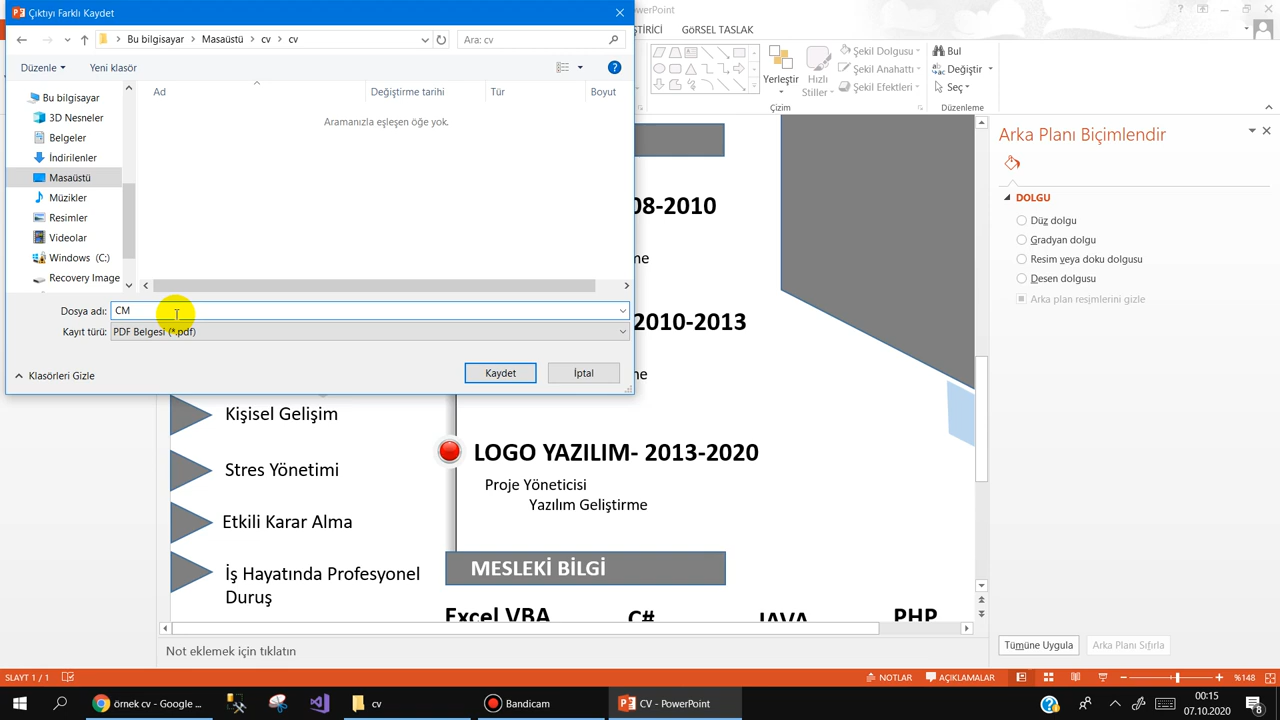 Çıktıyı Farklı Kaydet
PowerPoint
Bu bilgisayar
Masaüstü
cv
cv
Ara: cv
Düzenle
Yeni klasör
GÖRSEL TASLAK
Şekil Dolgusu
Şekil Anahattı
Şekil Efektleri
Yerleştir
Hızlı
Stiller
Çizim
Bul
Değiştir
Seç
Düzenleme
Ad
Değiştirme tarihi
Tür
Boyut
Aramanızla eşleşen öğe yok.
Bu bilgisayar
3D Nesneler
Belgeler
İndirilenler
Masaüstü
Müzikler
Resimler
Videolar
Windows (C:)
Recovery Image
Dosya adı: CM
Kayıt türü: PDF Belgesi (*.pdf)
Klasörleri Gizle
Kaydet
İptal
08-2010
me
2010-2013
me
Kişisel Gelişim
Stres Yönetimi
Etkili Karar Alma
İş Hayatında Profesyonel
Duruş
LOGO YAZILIM- 2013-2020
Proje Yöneticisi
Yazılım Geliştirme
MESLEKİ BİLGİ
Excel VBA
C#
JAVA
PHP
Arka Planı Biçimlendir
DOLGU
Düz dolgu
Gradyan dolgu
Resim veya doku dolgusu
Desen dolgusu
Arka plan resimlerini gizle
Tümüne Uygula
Arka Planı Sıfırla
Not eklemek için tıklatın
SLAYT 1 / 1
NOTLAR
AÇIKLAMALAR
%148
örnek cv - Google ...
cv
Bandicam
CV - PowerPoint
00:15
07.10.2020
8